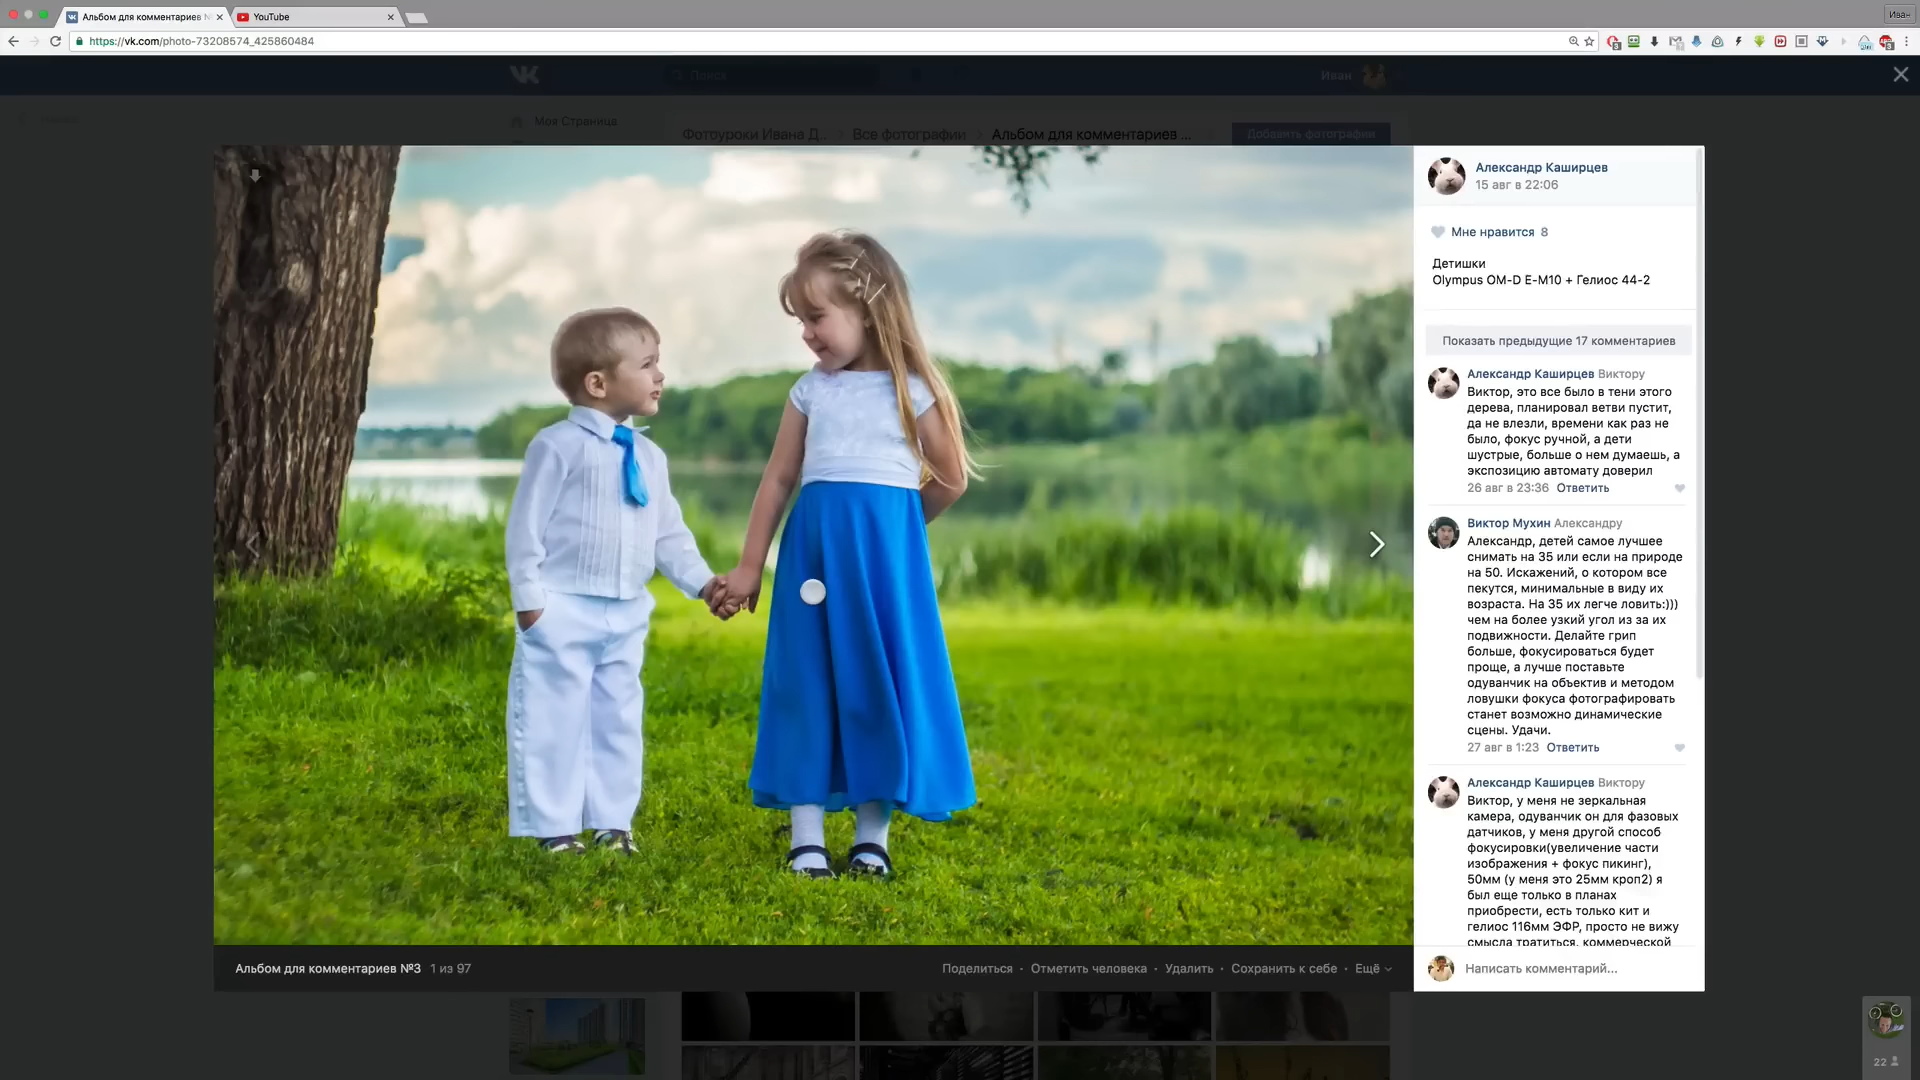 Альбом для комментариев №
YouTube
Иван
https://vk.com/photo-73208574_425860484
Поиск
Иван
Моя Страница
Фотоуроки Ивана Д..
Все фотографии
Альбом для комментариев ...
Добавить фотографии
Александр Каширцев
15 авг в 22:06
Мне нравится 8
Детишки
Olympus OM-D E-M10 + Гелиос 44-2
Показать предыдущие 17 комментариев
Александр Каширцев Виктору
Виктор, это все было в тени этого
дерева, планировал ветви пустит,
да не влезли, времени как раз не
было, фокус ручной, а дети
шустрые, больше о нем думаешь, а
экспозицию автомату доверил
26 авг в 23:36 Ответить
Виктор Мухин Александру
Александр, детей самое лучшее
снимать на 35 или если на природе
на 50. Искажений, о котором все
пекутся, минимальные в виду их
возраста. На 35 их легче ловить:)))
чем на более узкий угол из за их
подвижности. Делайте грип
больше, фокусироваться будет
проще, а лучше поставьте
одуванчик на объектив и методом
ловушки фокуса фотографировать
станет возможно динамические
сцены. Удачи.
27 авг в 1:23 Ответить
Александр Каширцев Виктору
Виктор, у меня не зеркальная
камера, одуванчик он для фазовых
датчиков, у меня другой способ
фокусировки(увеличение части
изображения + фокус пикинг),
50мм (у меня это 25мм кроп2) я
был еще только в планах
приобрести, есть только кит и
гелиос 116мм ЭФР, просто не вижу
смысла тратиться, коммерческой
Альбом для комментариев №3 1 из 97
Поделиться · Отметить человека · Удалить · Сохранить к себе · Ещё
Написать комментарий...
22